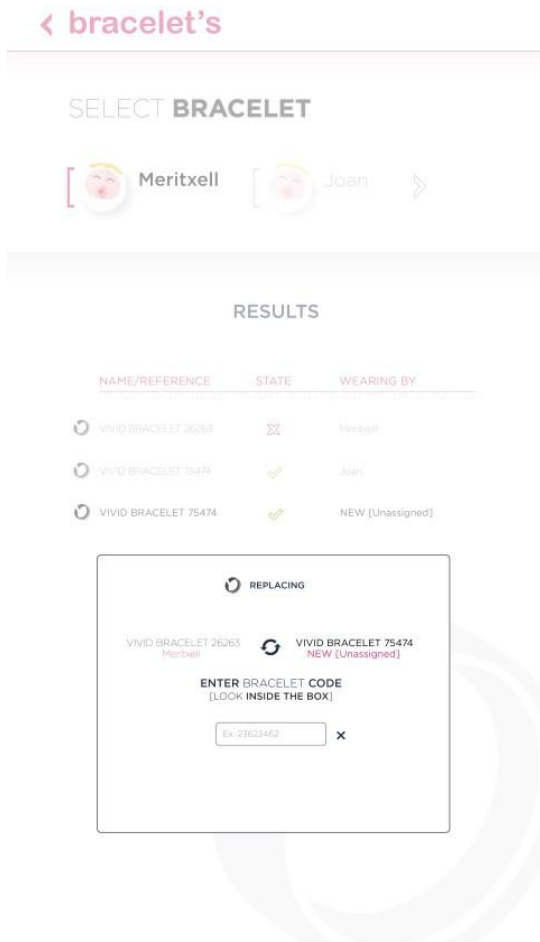 bracelet's
SELECT BRACELET
Meritxell Joan
RESULTS
NAME/REFERENCE STATE WEARING BY
VIVID BRACELET 26263 Meritxell
VIVID BRACELET 75474 Joan
VIVID BRACELET 75474 NEW [Unassigned]
REPLACING
VIVID BRACELET 26263 VIVID BRACELET 75474
Meritxell NEW [Unassigned]
ENTER BRACELET CODE
[LOOK INSIDE THE BOX]
Ex. 23623462